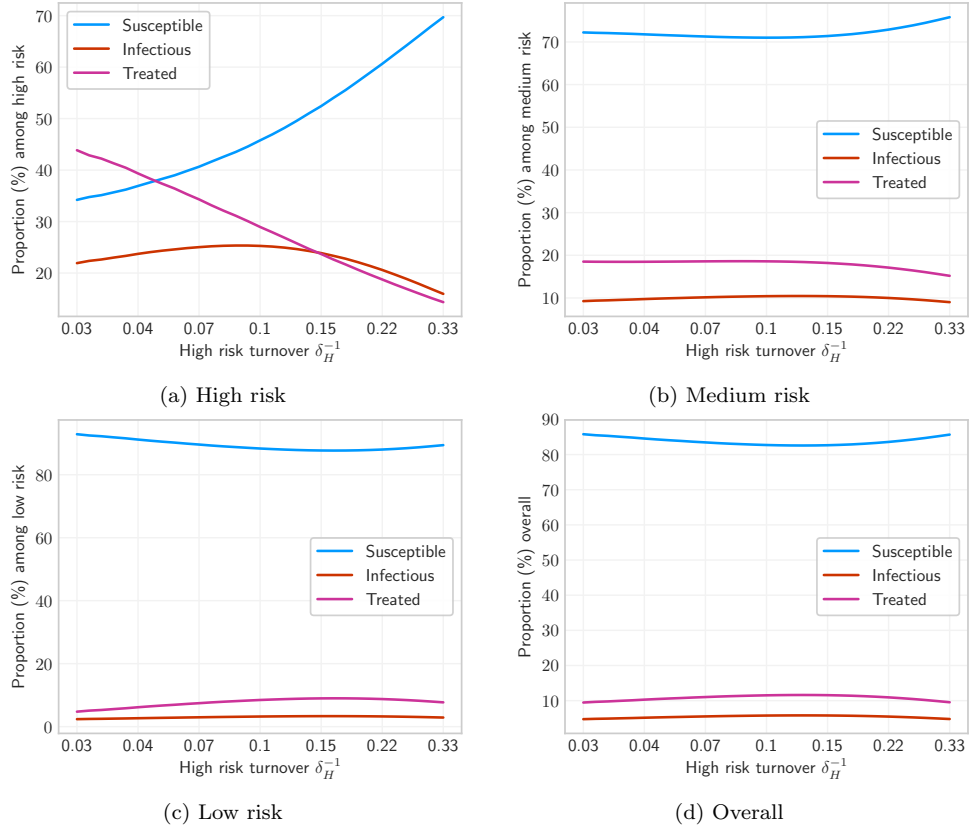 Proportion (%) among high risk
70
60
50
40
30
20
Susceptible
Infectious
Treated
0.03 0.04 0.07 0.1 0.15 0.22 0.33
High risk turnover δ_H^{-1}
(a) High risk
Proportion (%) among medium risk
70
60
50
40
30
20
10
Susceptible
Infectious
Treated
0.03 0.04 0.07 0.1 0.15 0.22 0.33
High risk turnover δ_H^{-1}
(b) Medium risk
Proportion (%) among low risk
80
60
40
20
0
Susceptible
Infectious
Treated
0.03 0.04 0.07 0.1 0.15 0.22 0.33
High risk turnover δ_H^{-1}
(c) Low risk
Proportion (%) overall
90
80
70
60
50
40
30
20
10
Susceptible
Infectious
Treated
0.03 0.04 0.07 0.1 0.15 0.22 0.33
High risk turnover δ_H^{-1}
(d) Overall